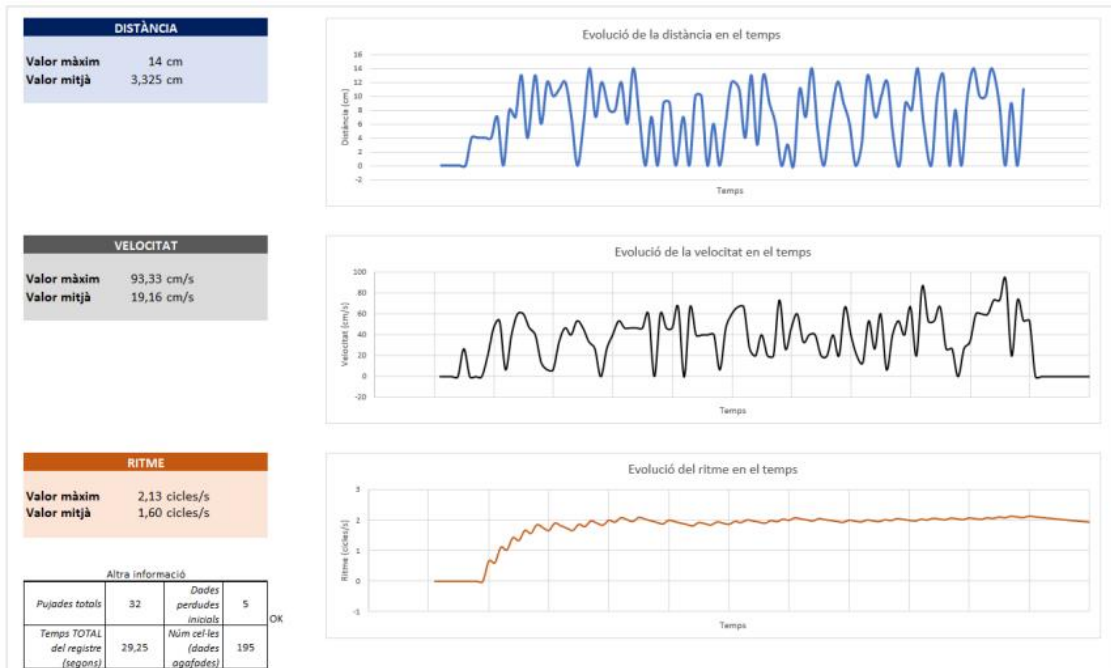 DISTÀNCIA
Valor màxim 14 cm
Valor mitjà 3,325 cm
Evolució de la distància en el temps
Distància (cm)
16
14
12
10
8
6
4
2
0
-2
Temps
VELOCITAT
Valor màxim 93,33 cm/s
Valor mitjà 19,16 cm/s
Evolució de la velocitat en el temps
Velocitat (cm/s)
100
80
60
40
20
0
-20
Temps
RITME
Valor màxim 2,13 cicles/s
Valor mitjà 1,60 cicles/s
Evolució del ritme en el temps
Ritme (cicles/s)
3
2
1
0
-1
Temps
Altra informació
Pujades totals 32
Dades
perdudes
inicials
5
OK
Temps TOTAL
del registre
(segons)
29,25
Núm cel·les
(dades
agafades)
195